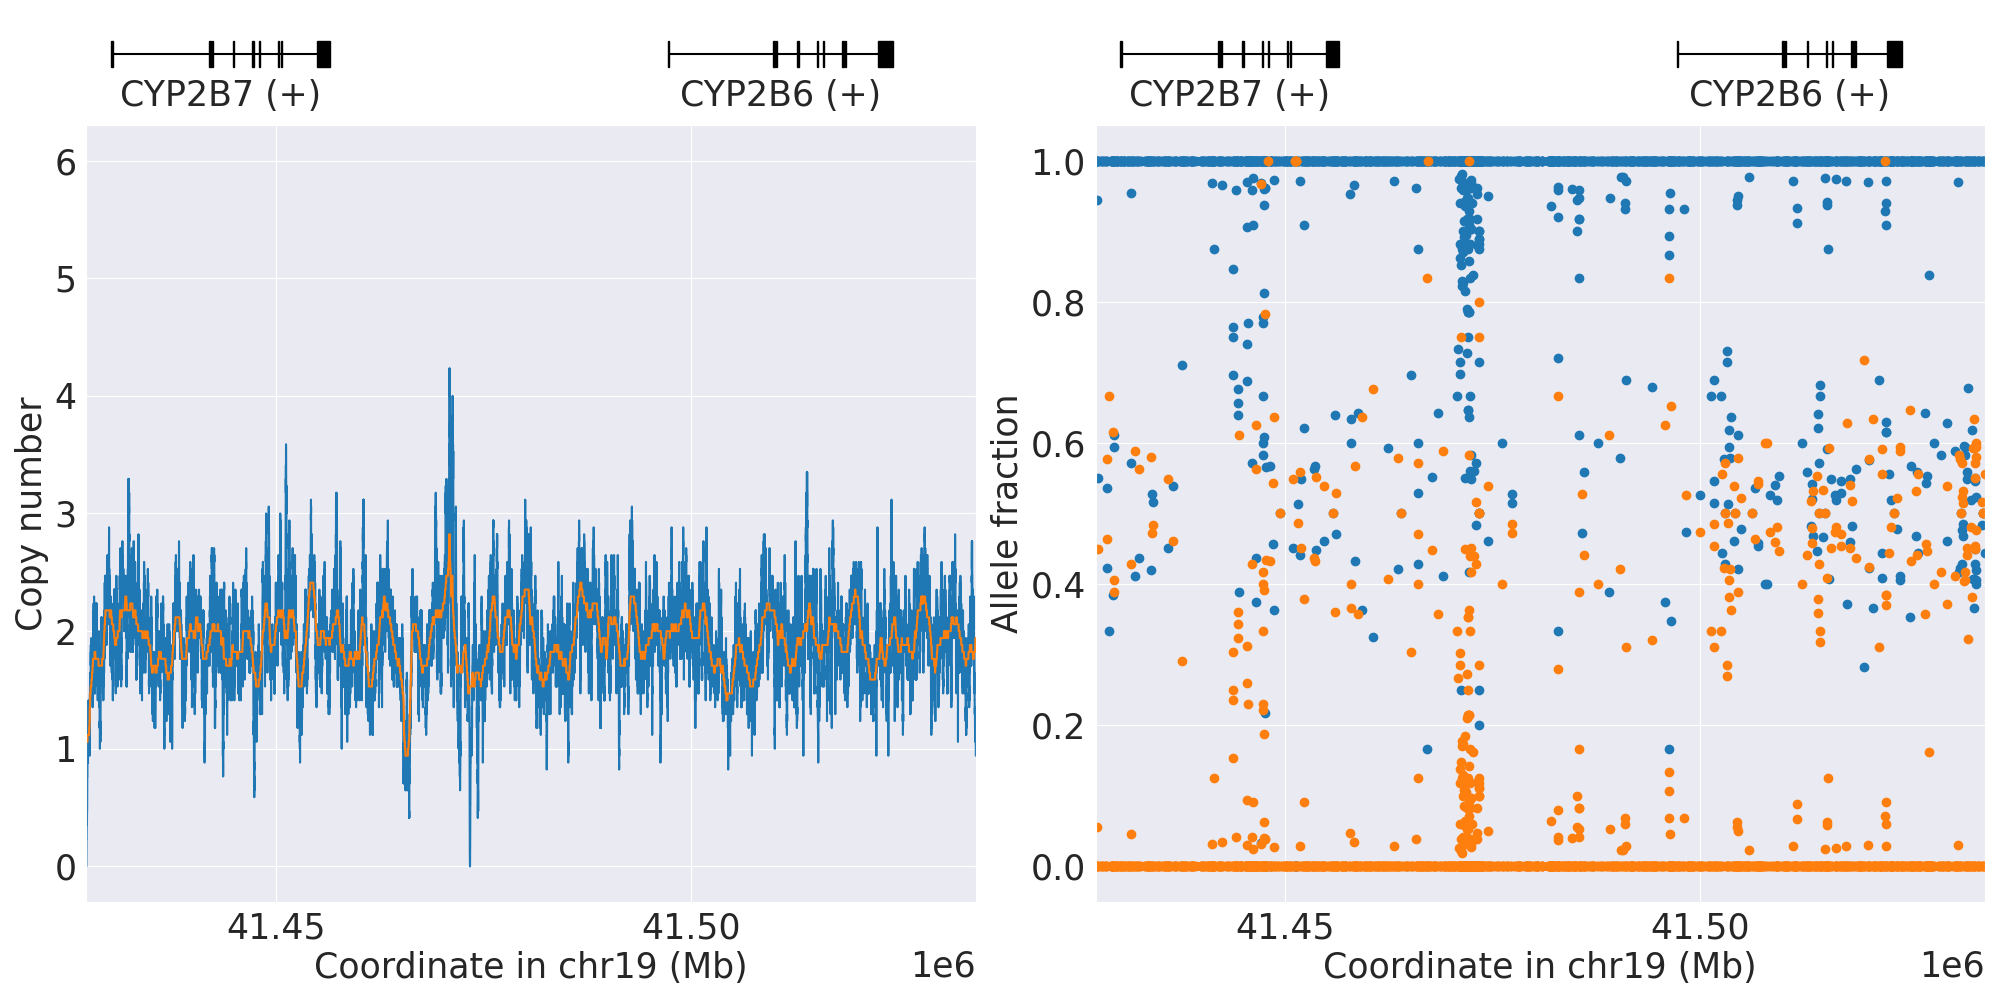 CYP2B7 (+)
CYP2B6 (+)
6
5
4
3
2
1
0
Copy number
41.45
41.50
Coordinate in chr19 (Mb)
1e6
CYP2B7 (+)
CYP2B6 (+)
1.0
0.8
0.6
0.4
0.2
0.0
Allele fraction
41.45
41.50
Coordinate in chr19 (Mb)
1e6